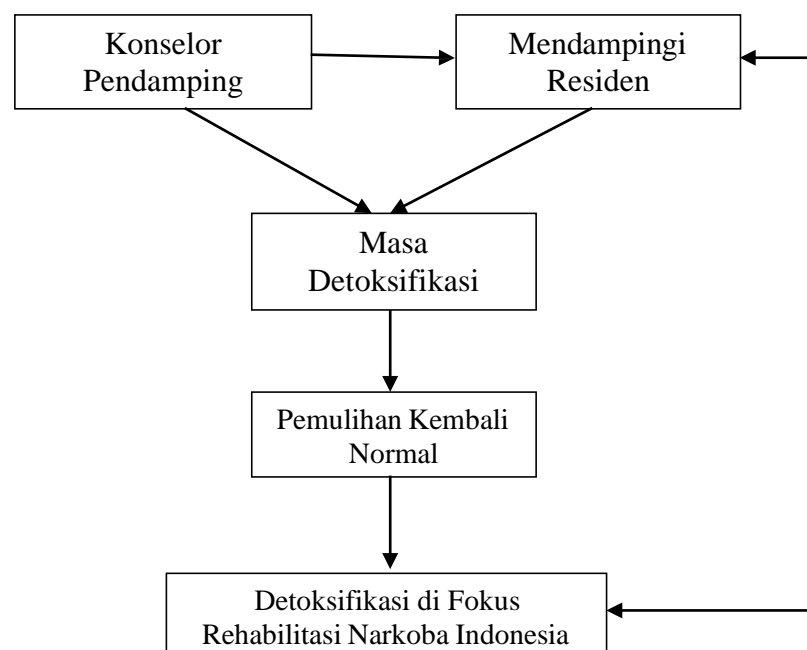 Konselor
Pendamping
Mendampingi
Residen
Masa
Detoksifikasi
Pemulihan Kembali
Normal
Detoksifikasi di Fokus
Rehabilitasi Narkoba Indonesia